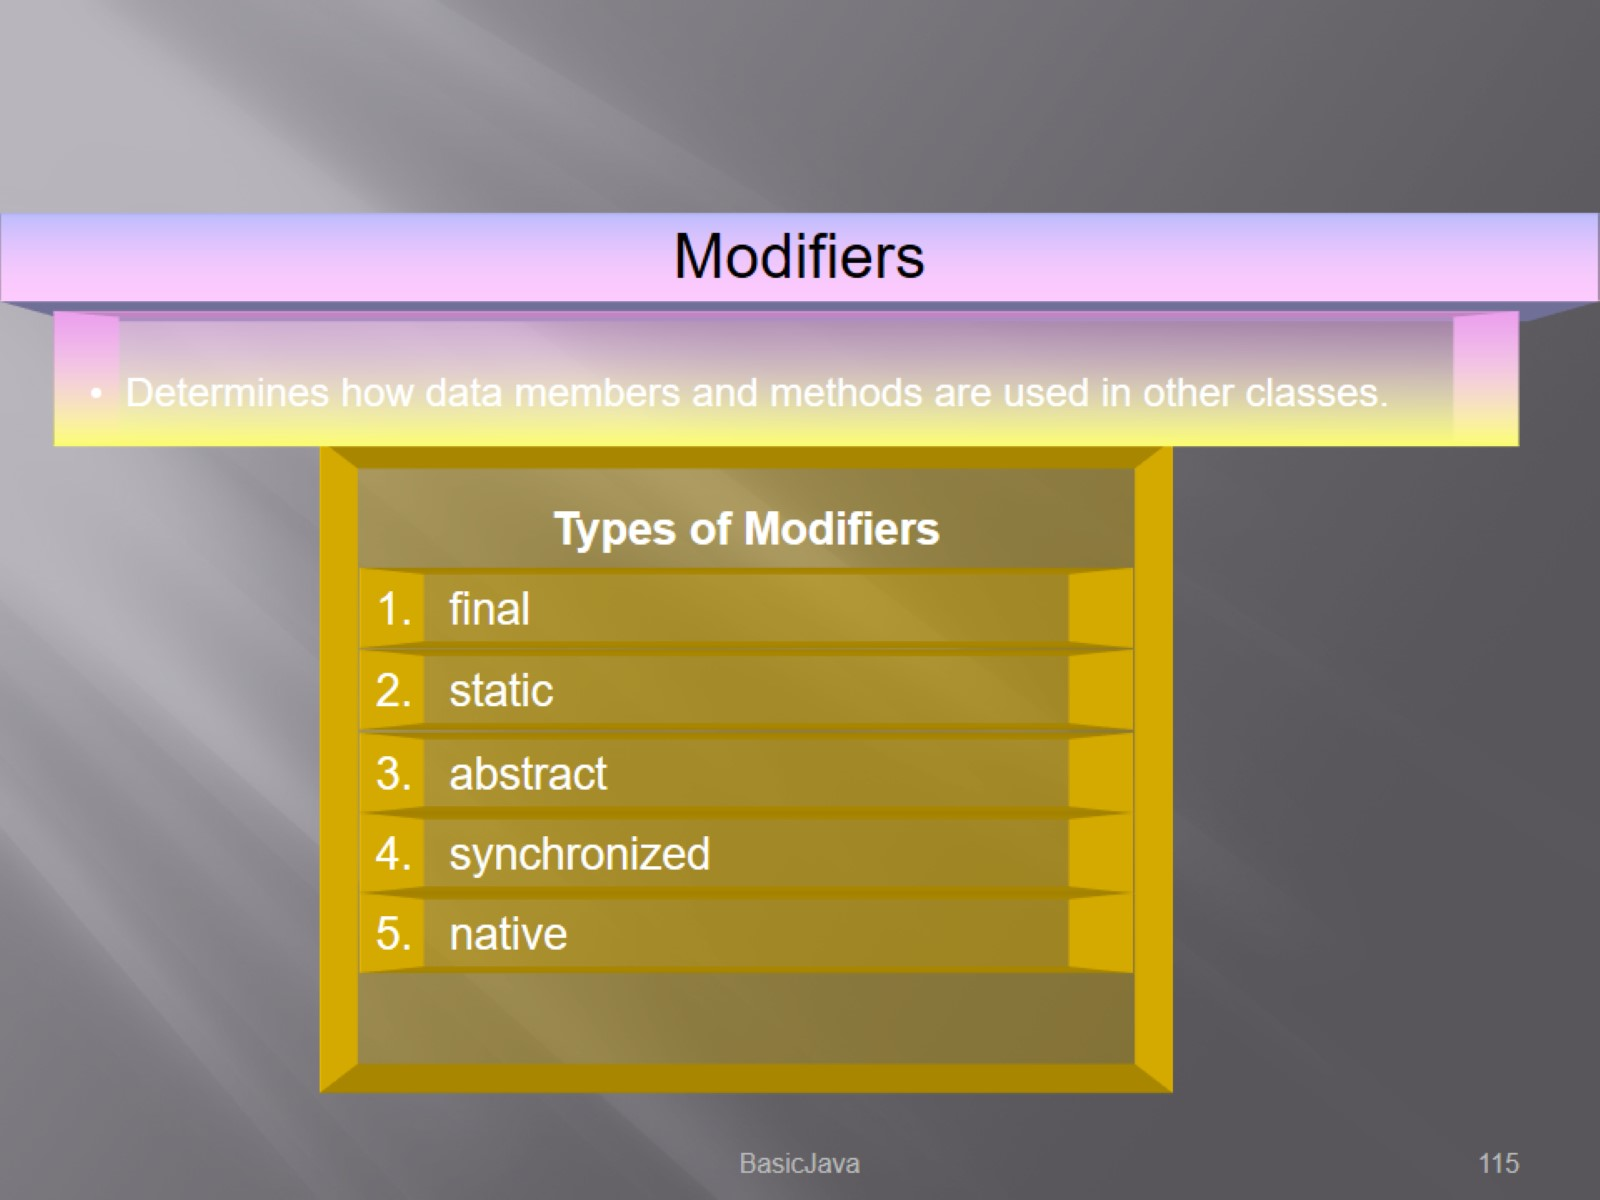 Modifiers
• Determines how data members and methods are used in other classes.
Types of Modifiers
1. final
2. static
3. abstract
4. synchronized
5. native
BasicJava
115